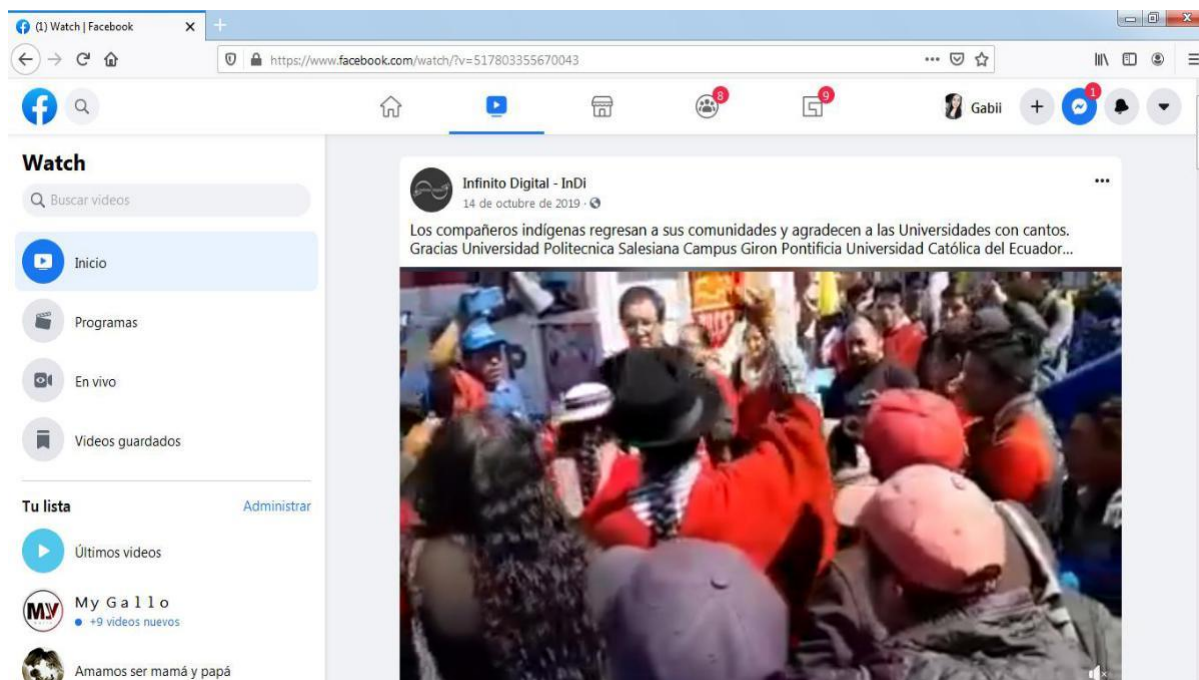 (1) Watch | Facebook
https://www.facebook.com/watch/?v=517803355670043
8
9
Gabii
1
Watch
Buscar videos
Inicio
Programas
En vivo
Videos guardados
Tu lista
Administrar
Últimos videos
My Gallo
+9 videos nuevos
Amamos ser mamá y papá
Infinito Digital - InDi
14 de octubre de 2019
Los compañeros indígenas regresan a sus comunidades y agradecen a las Universidades con cantos.
Gracias Universidad Politecnica Salesiana Campus Giron Pontificia Universidad Católica del Ecuador...